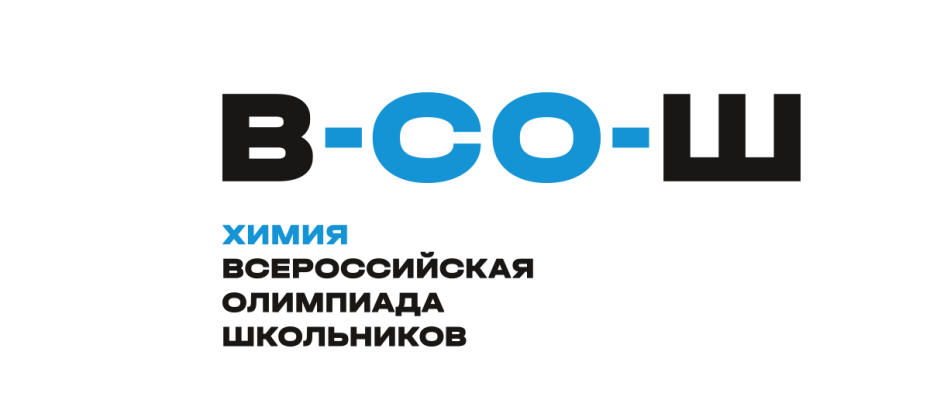 В-СО-Ш
ХИМИЯ
ВСЕРОССИЙСКАЯ
ОЛИМПИАДА
ШКОЛЬНИКОВ